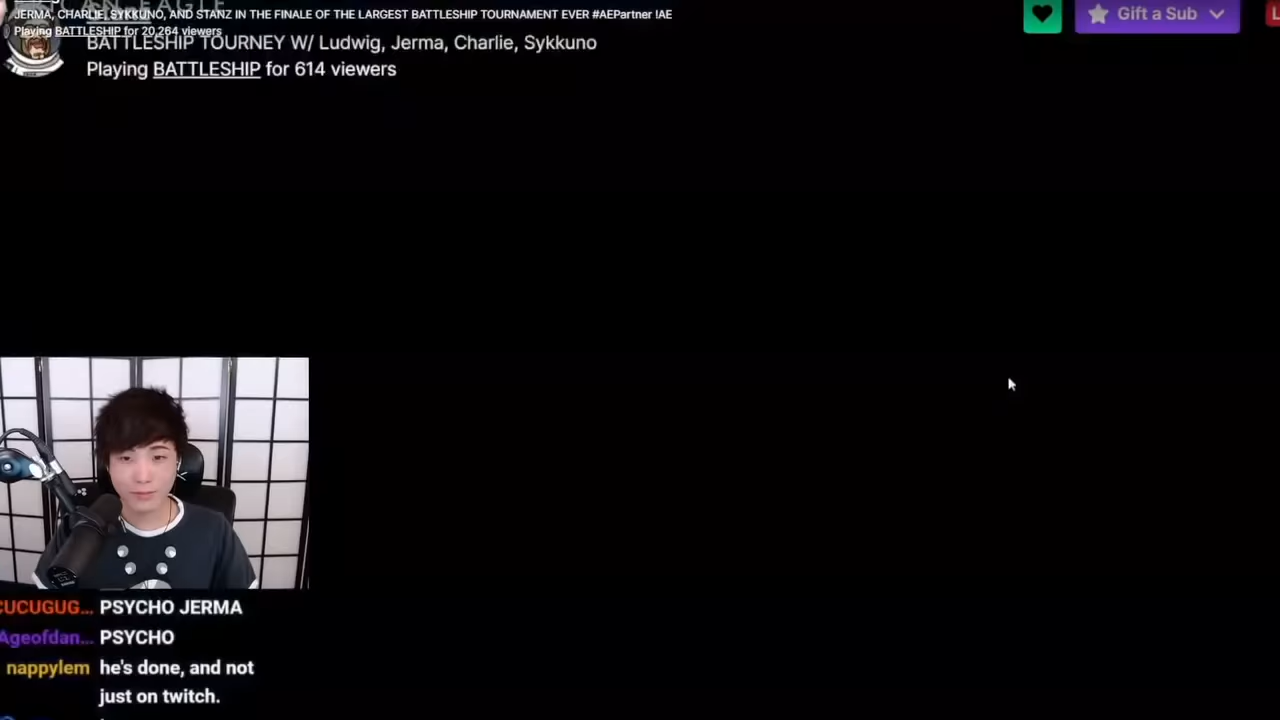 JERMA, CHARLIE, SYKKUNO, AND STANZ IN THE FINALE OF THE LARGEST BATTLESHIP TOURNAMENT EVER #AEPartner !AE
Playing BATTLESHIP for 20,264 viewers
BATTLESHIP TOURNEY W/ Ludwig, Jerma, Charlie, Sykkuno
Playing BATTLESHIP for 614 viewers
Gift a Sub
CUCUGUG... PSYCHO JERMA
Ageofdan... PSYCHO
nappylem he's done, and not
just on twitch.